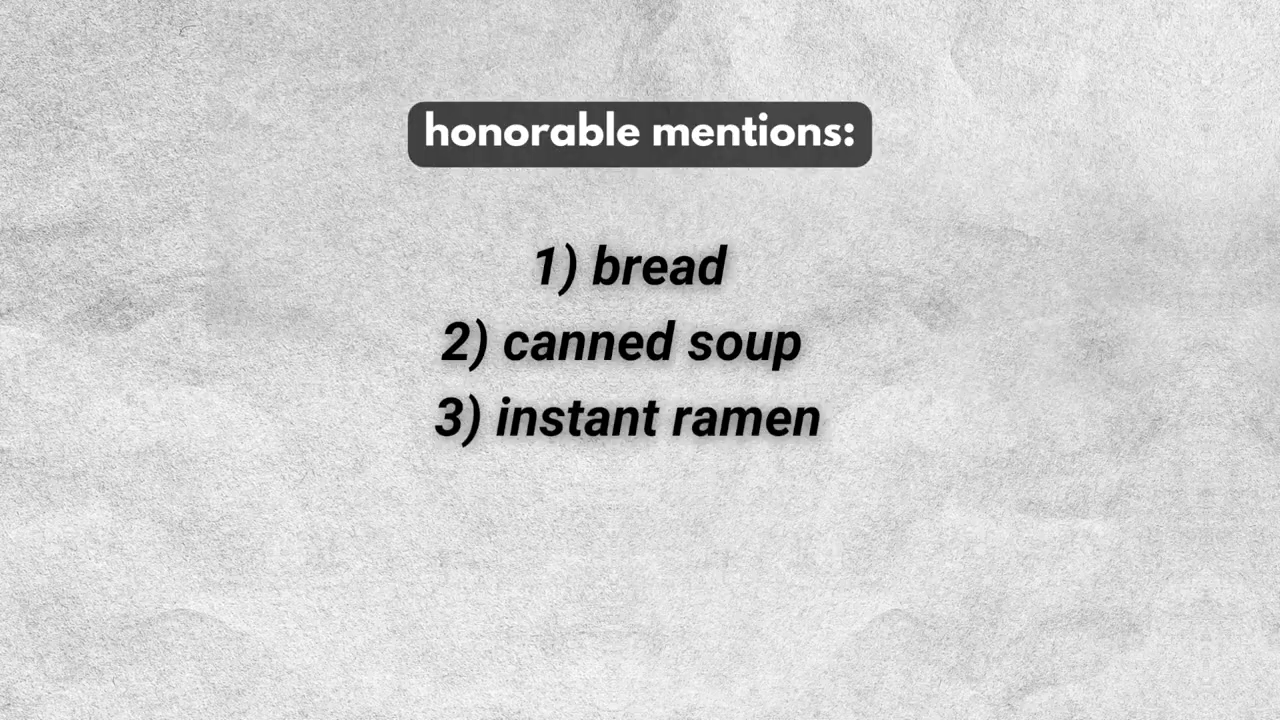 honorable mentions:
1) bread
2) canned soup
3) instant ramen